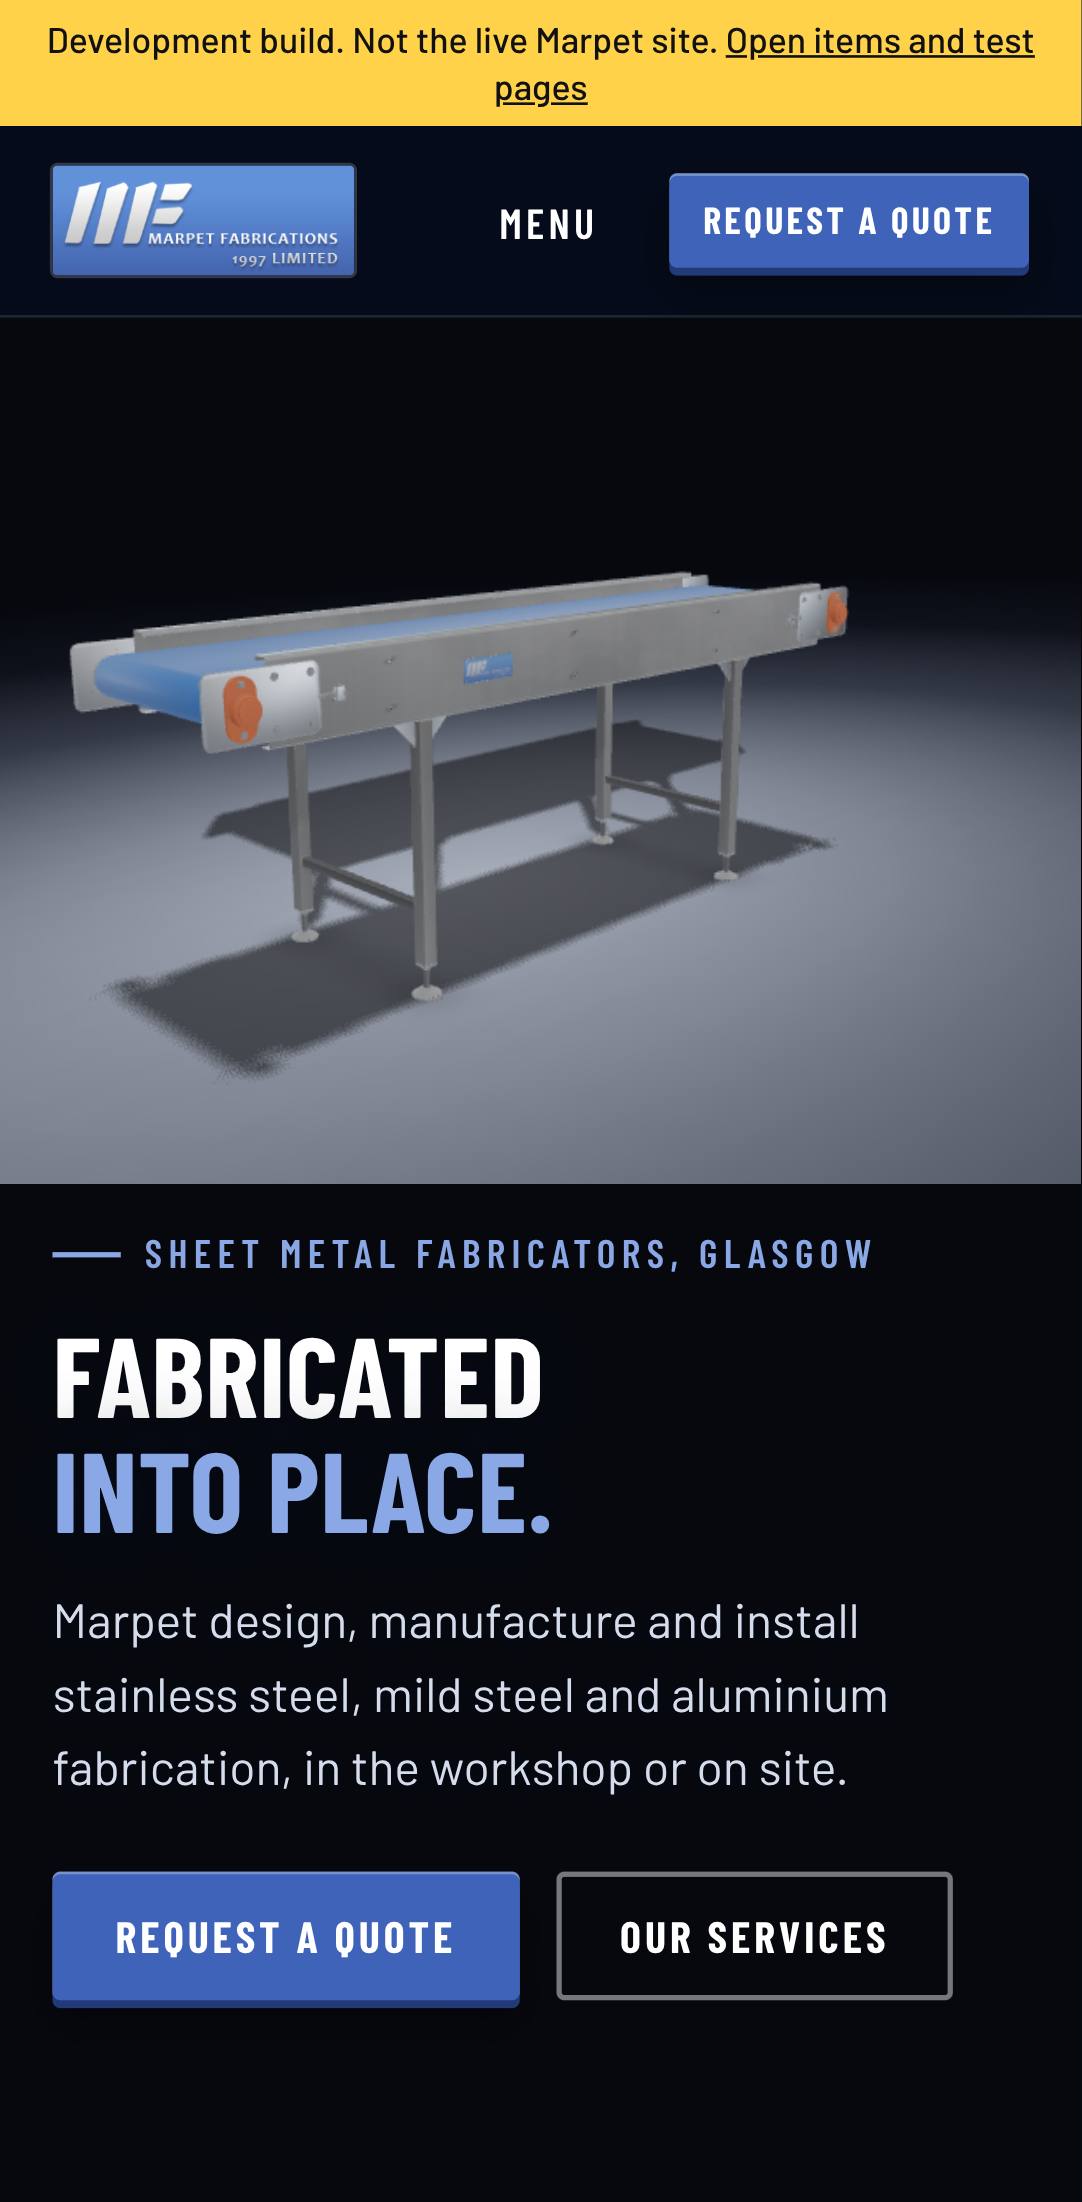 Development build. Not the live Marpet site. Open items and test
pages
MARPET FABRICATIONS
1997 LIMITED
MENU
REQUEST A QUOTE
SHEET METAL FABRICATORS, GLASGOW
FABRICATED
INTO PLACE.
Marpet design, manufacture and install
stainless steel, mild steel and aluminium
fabrication, in the workshop or on site.
REQUEST A QUOTE
OUR SERVICES